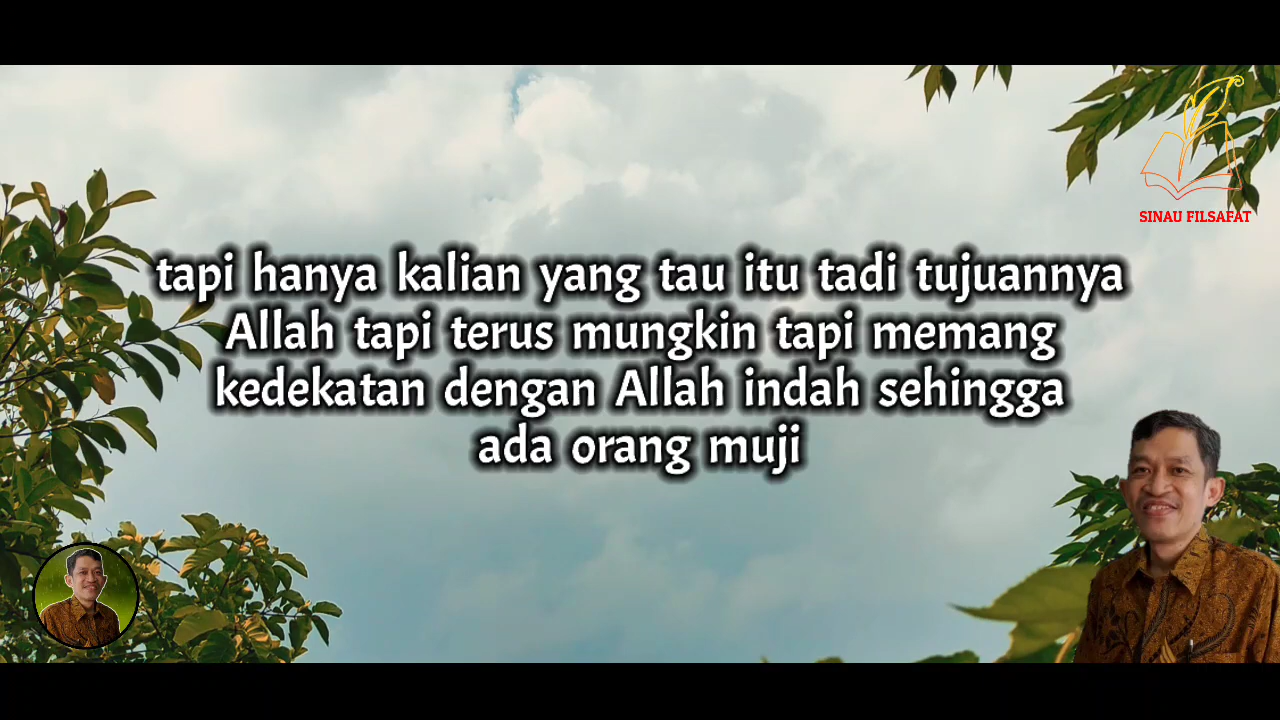 SINAU FILSAFAT
tapi hanya kalian yang tau itu tadi tujuannya
Allah tapi terus mungkin tapi memang
kedekatan dengan Allah indah sehingga
ada orang muji